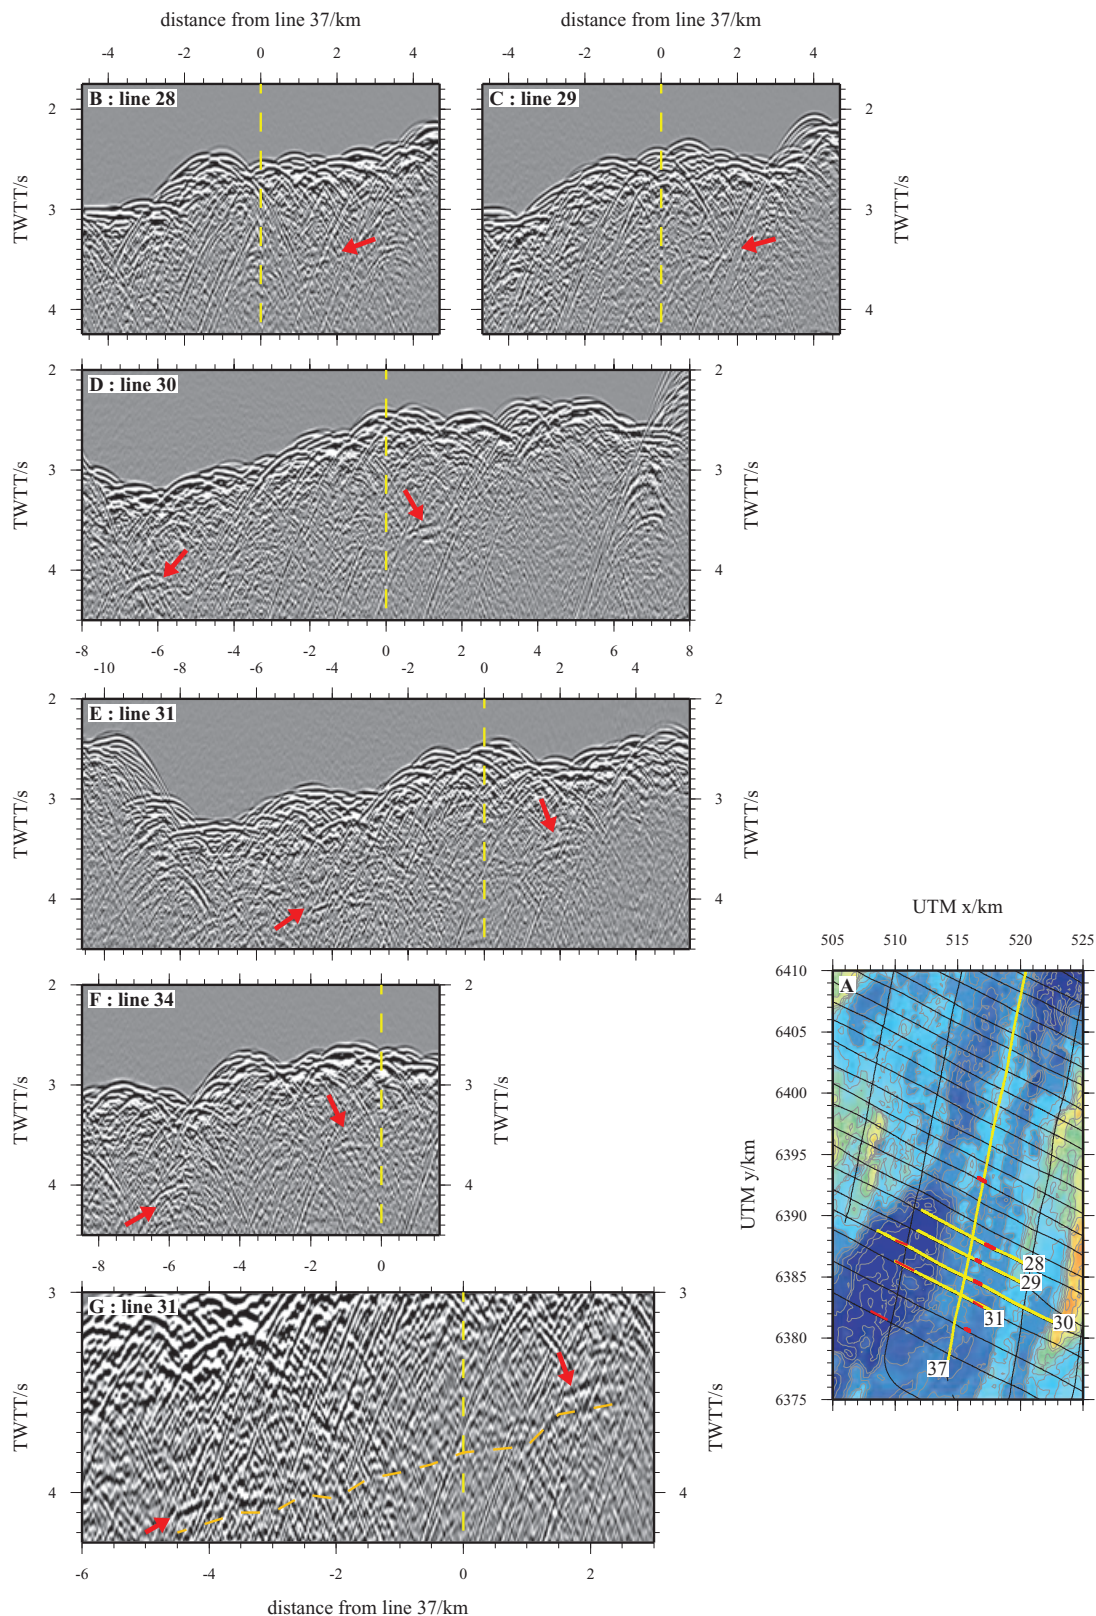 distance from line 37/km
distance from line 37/km
-4 -2 0 2 4
-4 -2 0 2 4
B : line 28
C : line 29
TWTT/s
2
3
4
2
3
4
TWTT/s
D : line 30
TWTT/s
2
3
4
2
3
4
TWTT/s
-8 -6 -4 -2 0 2 4 6 8
-10 -8 -6 -4 -2 0 2 4
E : line 31
TWTT/s
2
3
4
2
3
4
TWTT/s
F : line 34
TWTT/s
2
3
4
2
3
4
TWTT/s
-8 -6 -4 -2 0
G : line 31
TWTT/s
3
4
3
4
TWTT/s
-6 -4 -2 0 2
distance from line 37/km
UTM x/km
505 510 515 520 525
A
UTM y/km
6410
6405
6400
6395
6390
6385
6380
6375
28
29
30
31
37